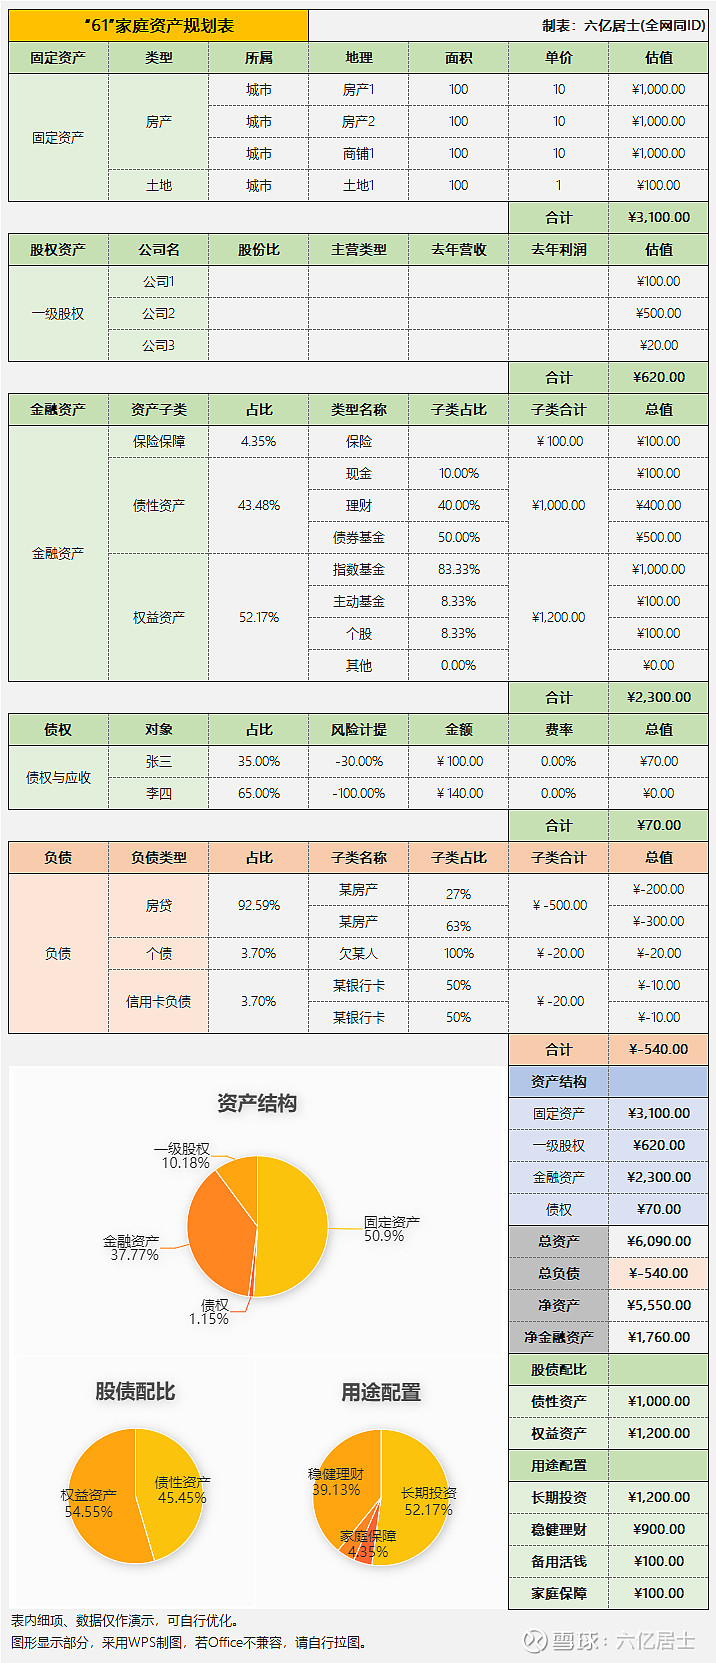 “61”家庭资产规划表 制表：六亿居士(全网同ID)
固定资产 类型 所属 地理 面积 单价 估值
固定资产 房产 城市 房产1 100 10 ¥1,000.00
城市 房产2 100 10 ¥1,000.00
城市 商铺1 100 10 ¥1,000.00
土地 城市 土地1 100 1 ¥100.00
合计 ¥3,100.00
股权资产 公司名 股份比 主营类型 去年营收 去年利润 估值
一级股权 公司1 ¥100.00
公司2 ¥500.00
公司3 ¥20.00
合计 ¥620.00
金融资产 资产子类 占比 类型名称 子类占比 子类合计 总值
金融资产 保险保障 4.35% 保险 ¥100.00 ¥100.00
债性资产 43.48% 现金 10.00% ¥1,000.00 ¥100.00
理财 40.00% ¥400.00
债券基金 50.00% ¥500.00
权益资产 52.17% 指数基金 83.33% ¥1,200.00 ¥1,000.00
主动基金 8.33% ¥100.00
个股 8.33% ¥100.00
其他 0.00% ¥0.00
合计 ¥2,300.00
债权 对象 占比 风险计提 金额 费率 总值
债权与应收 张三 35.00% -30.00% ¥100.00 0.00% ¥70.00
李四 65.00% -100.00% ¥140.00 0.00% ¥0.00
合计 ¥70.00
负债 负债类型 占比 子类名称 子类占比 子类合计 总值
负债 房贷 92.59% 某房产 27% ¥-500.00 ¥-200.00
某房产 63% ¥-300.00
个债 3.70% 欠某人 100% ¥-20.00 ¥-20.00
信用卡负债 3.70% 某银行卡 50% ¥-20.00 ¥-10.00
某银行卡 50% ¥-10.00
合计 ¥-540.00
资产结构
固定资产 ¥3,100.00
一级股权 ¥620.00
金融资产 ¥2,300.00
债权 ¥70.00
总资产 ¥6,090.00
总负债 ¥-540.00
净资产 ¥5,550.00
净金融资产 ¥1,760.00
股债配比
债性资产 ¥1,000.00
权益资产 ¥1,200.00
用途配置
长期投资 ¥1,200.00
稳健理财 ¥900.00
备用活钱 ¥100.00
家庭保障 ¥100.00
资产结构
一级股权
10.18%
固定资产
50.9%
金融资产
37.77%
债权
1.15%
股债配比
债性资产
45.45%
权益资产
54.55%
用途配置
稳健理财
39.13%
长期投资
52.17%
家庭保障
4.35%
表内细项、数据仅作演示，可自行优化。
图形显示部分，采用WPS制图，若Office不兼容，请自行拉图。
雪球：六亿居士